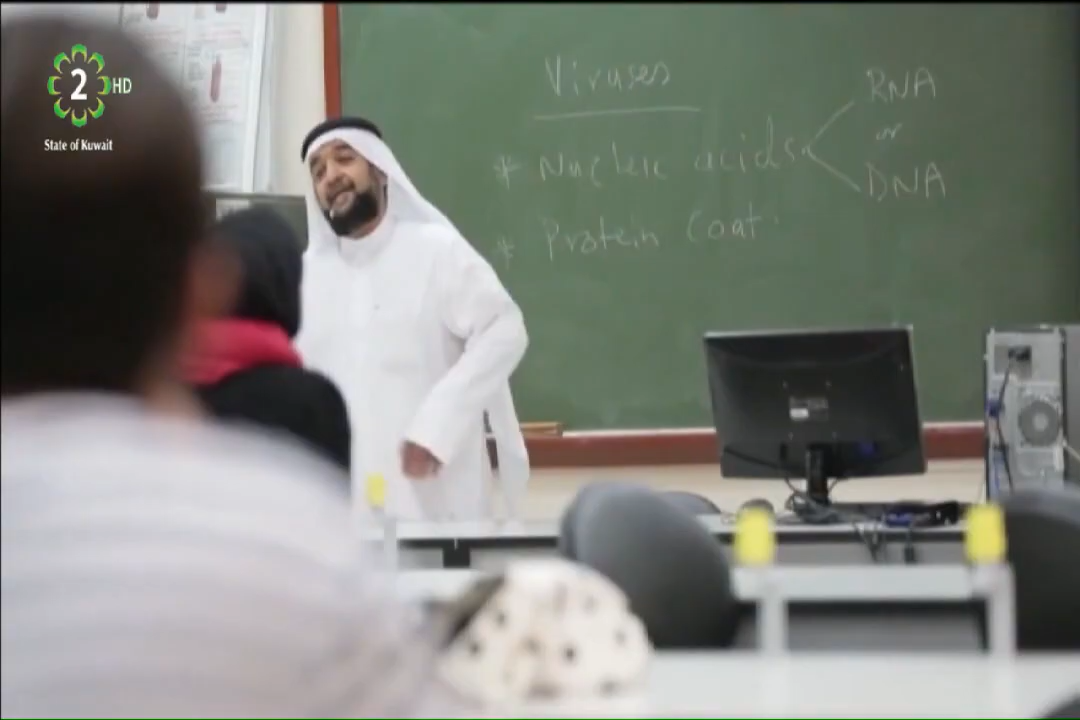 2 HD
State of Kuwait
Viruses
* Nucleic acids < RNA or DNA
* Protein Coat.